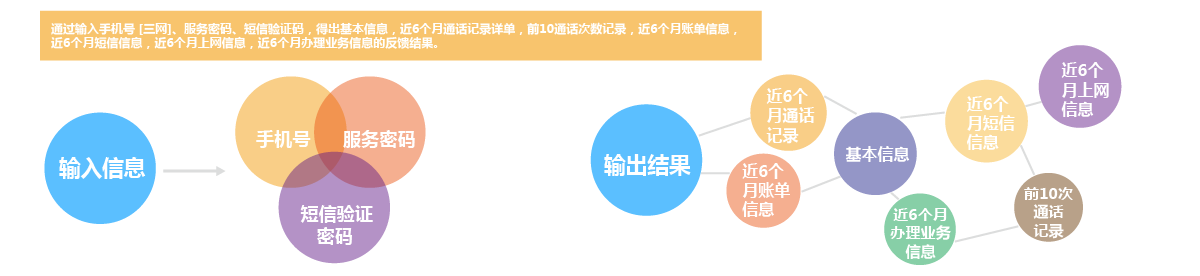 通过输入手机号 [三网]、服务密码、短信验证码，得出基本信息，近6个月通话记录详单，前10通话次数记录，近6个月账单信息，
近6个月短信信息，近6个月上网信息，近6个月办理业务信息的反馈结果。
输入信息
手机号
服务密码
短信验证
密码
输出结果
近6个
月通话
记录
近6个
月账单
信息
基本信息
近6个月
办理业务
信息
近6个
月短信
信息
近6个
月上网
信息
前10次
通话
记录